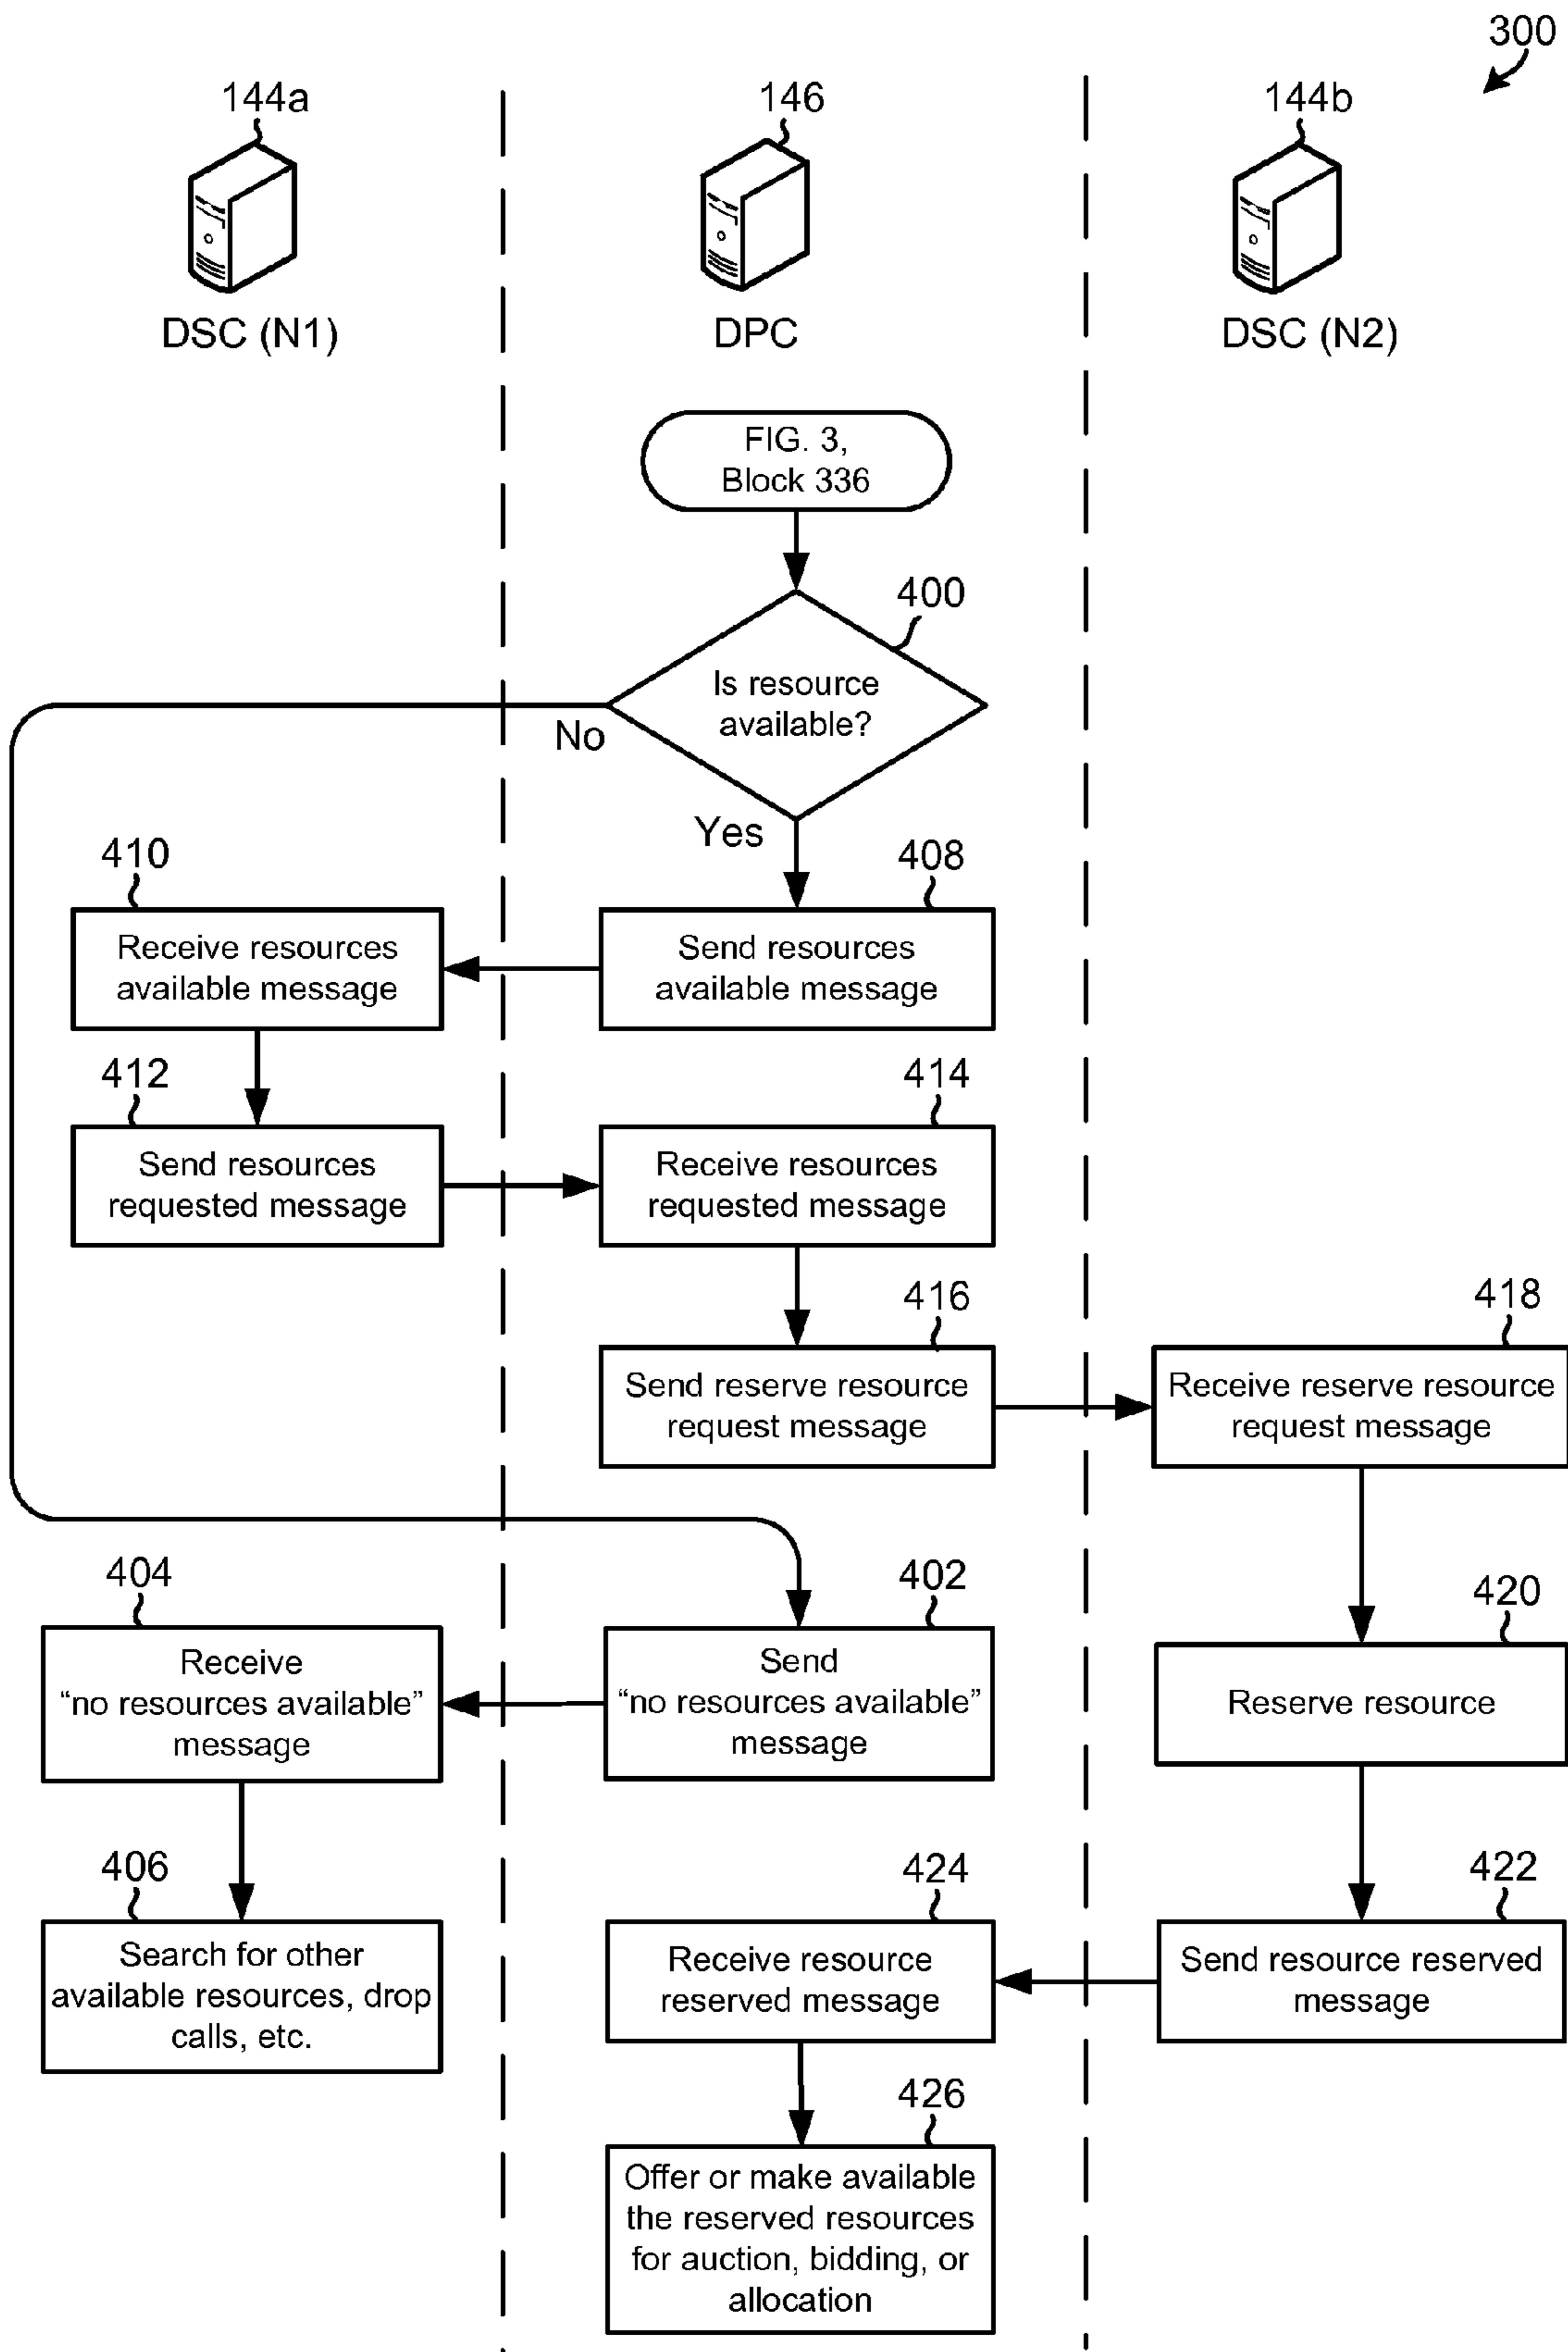 300
144a
146
144b
DSC (N1)
DPC
DSC (N2)
FIG. 3,
Block 336
400
Is resource
available?
No
Yes
410
408
Receive resources
available message
Send resources
available message
412
414
Send resources
requested message
Receive resources
requested message
416
418
Send reserve resource
request message
Receive reserve resource
request message
404
402
420
Receive
“no resources available”
message
Send
“no resources available”
message
Reserve resource
406
424
422
Search for other
available resources, drop
calls, etc.
Receive resource
reserved message
Send resource reserved
message
426
Offer or make available
the reserved resources
for auction, bidding, or
allocation